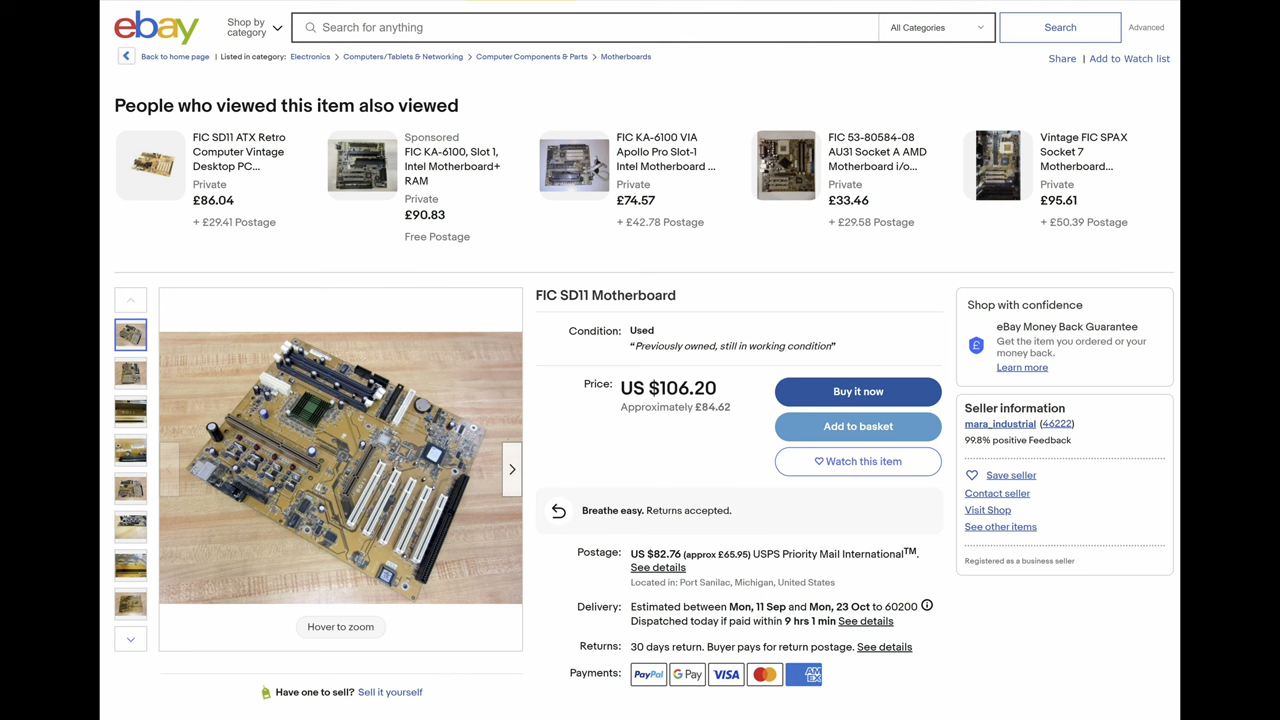 ebay
Shop by
category
Search for anything
All Categories
Search
Advanced
Back to home page | Listed in category: Electronics > Computers/Tablets & Networking > Computer Components & Parts > Motherboards
Share | Add to Watch list
People who viewed this item also viewed
FIC SD11 ATX Retro
Computer Vintage
Desktop PC...
Private
£86.04
+ £29.41 Postage
Sponsored
FIC KA-6100, Slot 1,
Intel Motherboard+
RAM
Private
£90.83
Free Postage
FIC KA-6100 VIA
Apollo Pro Slot-1
Intel Motherboard ...
Private
£74.57
+ £42.78 Postage
FIC 53-80584-08
AU31 Socket A AMD
Motherboard i/o...
Private
£33.46
+ £29.58 Postage
Vintage FIC SPAX
Socket 7
Motherboard...
Private
£95.61
+ £50.39 Postage
Hover to zoom
Have one to sell? Sell it yourself
FIC SD11 Motherboard
Condition: Used
“Previously owned, still in working condition”
Price: US $106.20
Approximately £84.62
Buy it now
Add to basket
Watch this item
Breathe easy. Returns accepted.
Postage: US $82.76 (approx £65.95) USPS Priority Mail International™.
See details
Located in: Port Sanilac, Michigan, United States
Delivery: Estimated between Mon, 11 Sep and Mon, 23 Oct to 60200
Dispatched today if paid within 9 hrs 1 min See details
Returns: 30 days return. Buyer pays for return postage. See details
Payments: PayPal G Pay VISA AM EX
Shop with confidence
eBay Money Back Guarantee
Get the item you ordered or your
money back.
Learn more
Seller information
mara_industrial (46222)
99.8% positive Feedback
Save seller
Contact seller
Visit Shop
See other items
Registered as a business seller